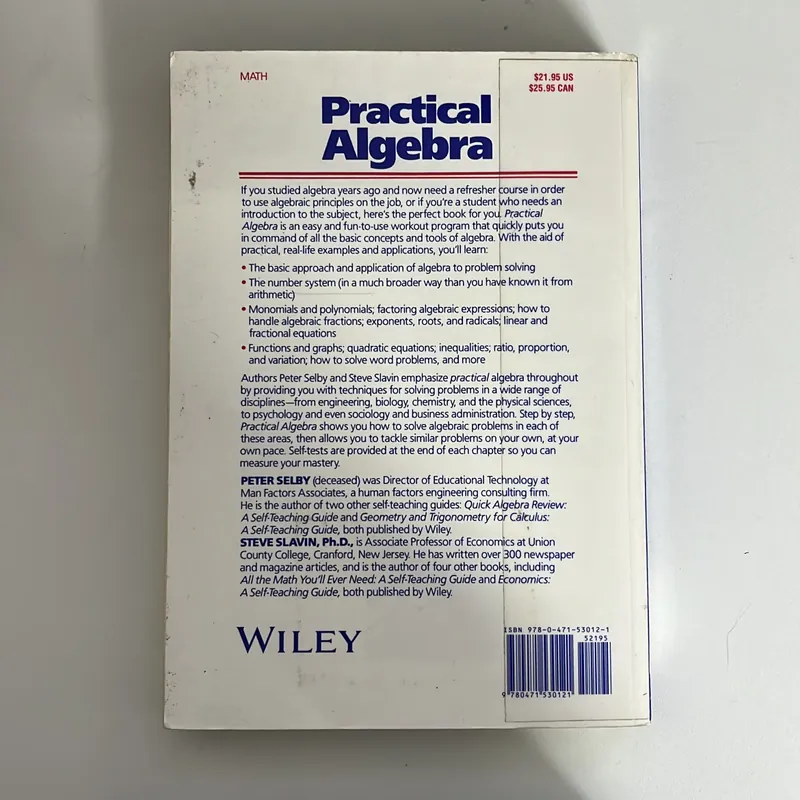 MATH
$21.95 US
$25.95 CAN
Practical
Algebra
If you studied algebra years ago and now need a refresher course in order
to use algebraic principles on the job, or if you're a student who needs an
introduction to the subject, here's the perfect book for you. Practical
Algebra is an easy and fun-to-use workout program that quickly puts you
in command of all the basic concepts and tools of algebra. With the aid of
practical, real-life examples and applications, you'll learn:
• The basic approach and application of algebra to problem solving
• The number system (in a much broader way than you have known it from
arithmetic)
• Monomials and polynomials; factoring algebraic expressions; how to
handle algebraic fractions; exponents, roots, and radicals; linear and
fractional equations
• Functions and graphs; quadratic equations; inequalities; ratio, proportion,
and variation; how to solve word problems, and more
Authors Peter Selby and Steve Slavin emphasize practical algebra throughout
by providing you with techniques for solving problems in a wide range of
disciplines—from engineering, biology, chemistry, and the physical sciences,
to psychology and even sociology and business administration. Step by step,
Practical Algebra shows you how to solve algebraic problems in each of
these areas, then allows you to tackle similar problems on your own, at your
own pace. Self-tests are provided at the end of each chapter so you can
measure your mastery.
PETER SELBY (deceased) was Director of Educational Technology at
Man Factors Associates, a human factors engineering consulting firm.
He is the author of two other self-teaching guides: Quick Algebra Review:
A Self-Teaching Guide and Geometry and Trigonometry for Calculus:
A Self-Teaching Guide, both published by Wiley.
STEVE SLAVIN, Ph.D., is Associate Professor of Economics at Union
County College, Cranford, New Jersey. He has written over 300 newspaper
and magazine articles, and is the author of four other books, including
All the Math You'll Ever Need: A Self-Teaching Guide and Economics:
A Self-Teaching Guide, both published by Wiley.
WILEY
ISBN 978-0-471-53012-1
52195
9 780471 530121